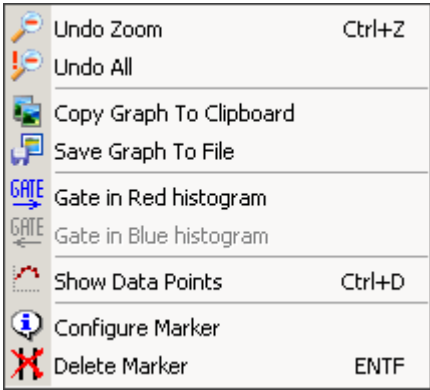 Undo Zoom Ctrl+Z
Undo All
Copy Graph To Clipboard
Save Graph To File
GATE Gate in Red histogram
GATE Gate in Blue histogram
Show Data Points Ctrl+D
Configure Marker
Delete Marker ENTF